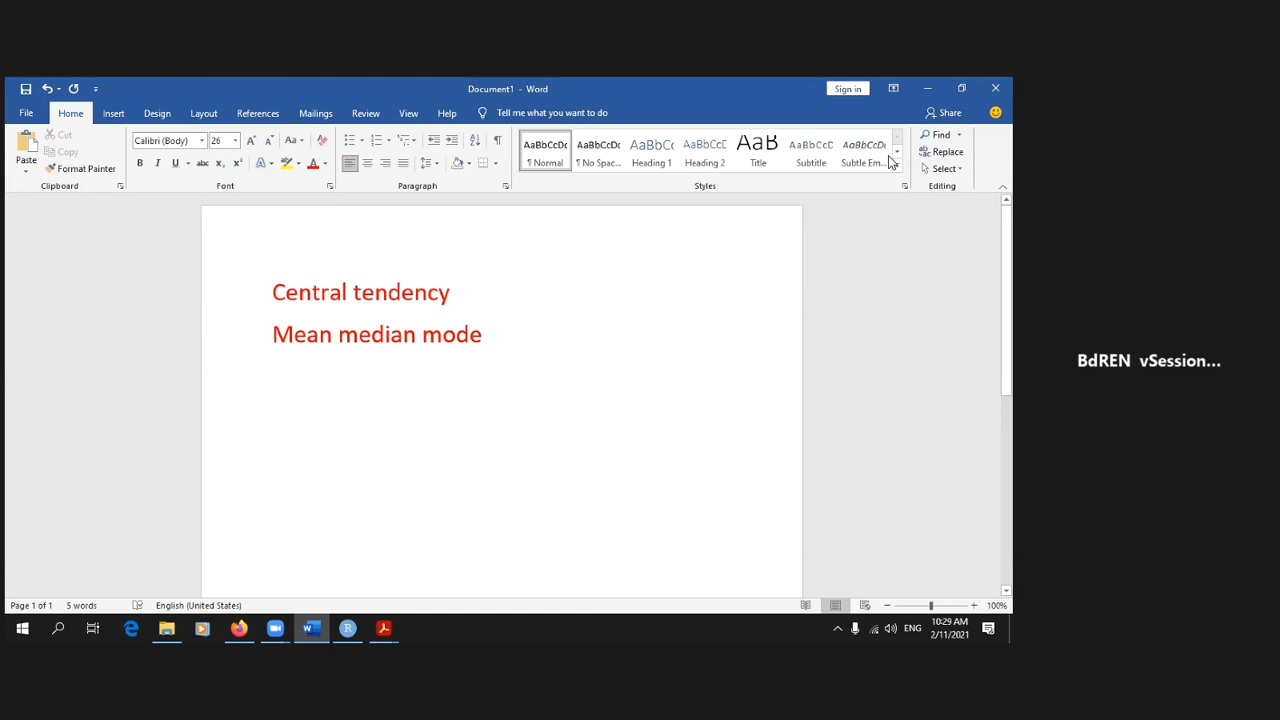 Document1 - Word
Sign in
File Home Insert Design Layout References Mailings Review View Help Tell me what you want to do Share
Paste
Cut
Copy
Format Painter
Calibri (Body) 26
AaBbCcDc AaBbCcDc AaBbCc AaBbCcD AaB AaBbCcD AaBbCcDc
¶ Normal ¶ No Spac... Heading 1 Heading 2 Title Subtitle Subtle Em...
Find
Replace
Select
Clipboard Font Paragraph Styles Editing
Central tendency
Mean median mode
BdREN vSession...
Page 1 of 1 5 words English (United States) 100%
ENG
10:29 AM
2/11/2021